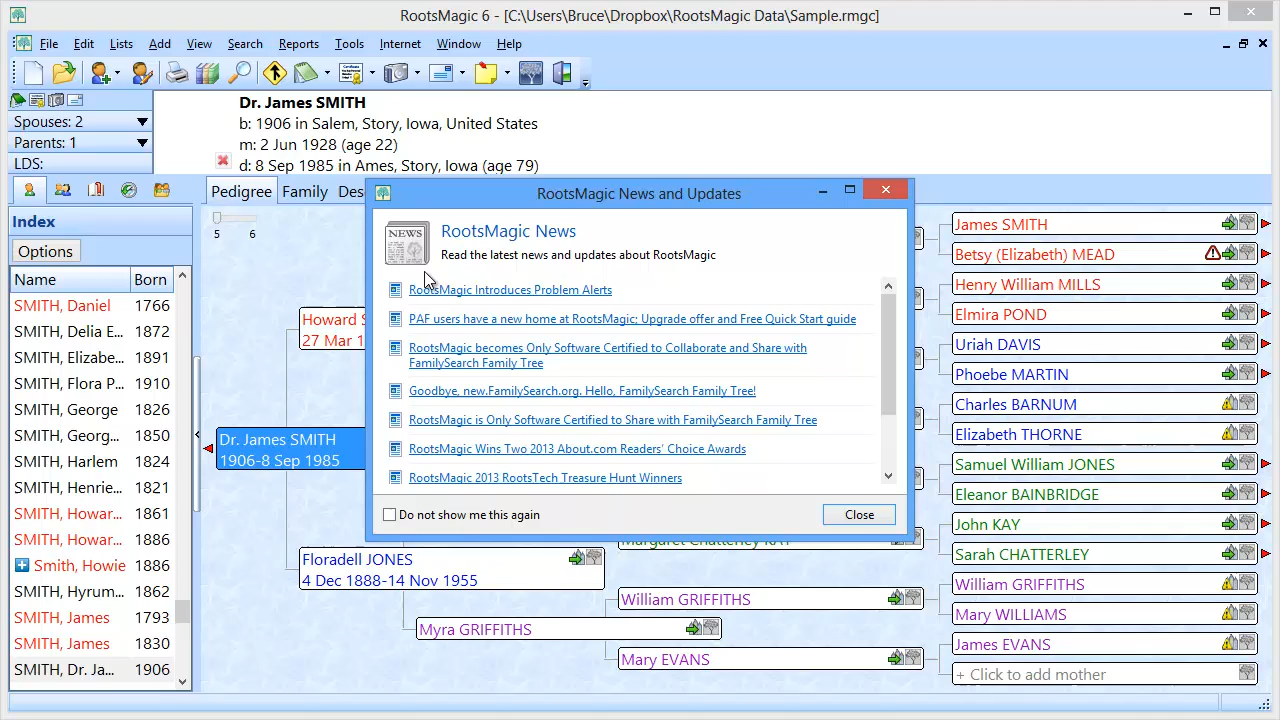 RootsMagic 6 - [C:\Users\Bruce\Dropbox\RootsMagic Data\Sample.rmgc]
File Edit Lists Add View Search Reports Tools Internet Window Help
Dr. James SMITH
b: 1906 in Salem, Story, Iowa, United States
m: 2 Jun 1928 (age 22)
d: 8 Sep 1985 in Ames, Story, Iowa (age 79)
Spouses: 2
Parents: 1
LDS:
Pedigree Family
Index
Options
Name Born
SMITH, Daniel 1766
SMITH, Delia E... 1872
SMITH, Elizabe... 1891
SMITH, Flora P... 1910
SMITH, George 1826
SMITH, Georg... 1850
SMITH, Harlem 1824
SMITH, Henrie... 1821
SMITH, Howar... 1861
SMITH, Howar... 1886
Smith, Howie 1886
SMITH, Hyrum... 1862
SMITH, James 1793
SMITH, James 1830
SMITH, Dr. Ja... 1906
5 6
Howard
27 Mar
Dr. James SMITH
1906-8 Sep 1985
Floradell JONES
4 Dec 1888-14 Nov 1955
Myra GRIFFITHS
William GRIFFITHS
Mary EVANS
RootsMagic News and Updates
NEWS
RootsMagic News
Read the latest news and updates about RootsMagic
RootsMagic Introduces Problem Alerts
PAF users have a new home at RootsMagic; Upgrade offer and Free Quick Start guide
RootsMagic becomes Only Software Certified to Collaborate and Share with
FamilySearch Family Tree
Goodbye, new.FamilySearch.org. Hello, FamilySearch Family Tree!
RootsMagic is Only Software Certified to Share with FamilySearch Family Tree
RootsMagic Wins Two 2013 About.com Readers' Choice Awards
RootsMagic 2013 RootsTech Treasure Hunt Winners
Do not show me this again
Close
James SMITH
Betsy (Elizabeth) MEAD
Henry William MILLS
Elmira POND
Uriah DAVIS
Phoebe MARTIN
Charles BARNUM
Elizabeth THORNE
Samuel William JONES
Eleanor BAINBRIDGE
John KAY
Sarah CHATTERLEY
William GRIFFITHS
Mary WILLIAMS
James EVANS
+ Click to add mother